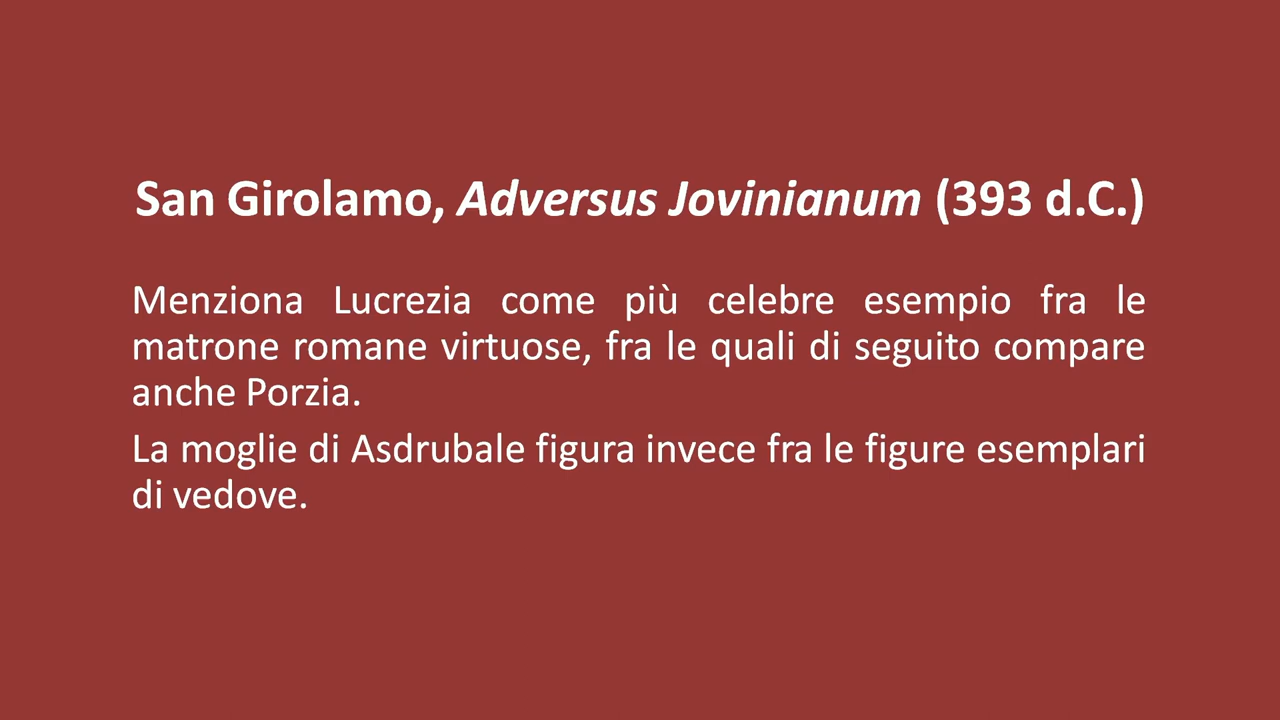 San Girolamo, Adversus Jovinianum (393 d.C.)
Menziona Lucrezia come più celebre esempio fra le
matrone romane virtuose, fra le quali di seguito compare
anche Porzia.
La moglie di Asdrubale figura invece fra le figure esemplari
di vedove.